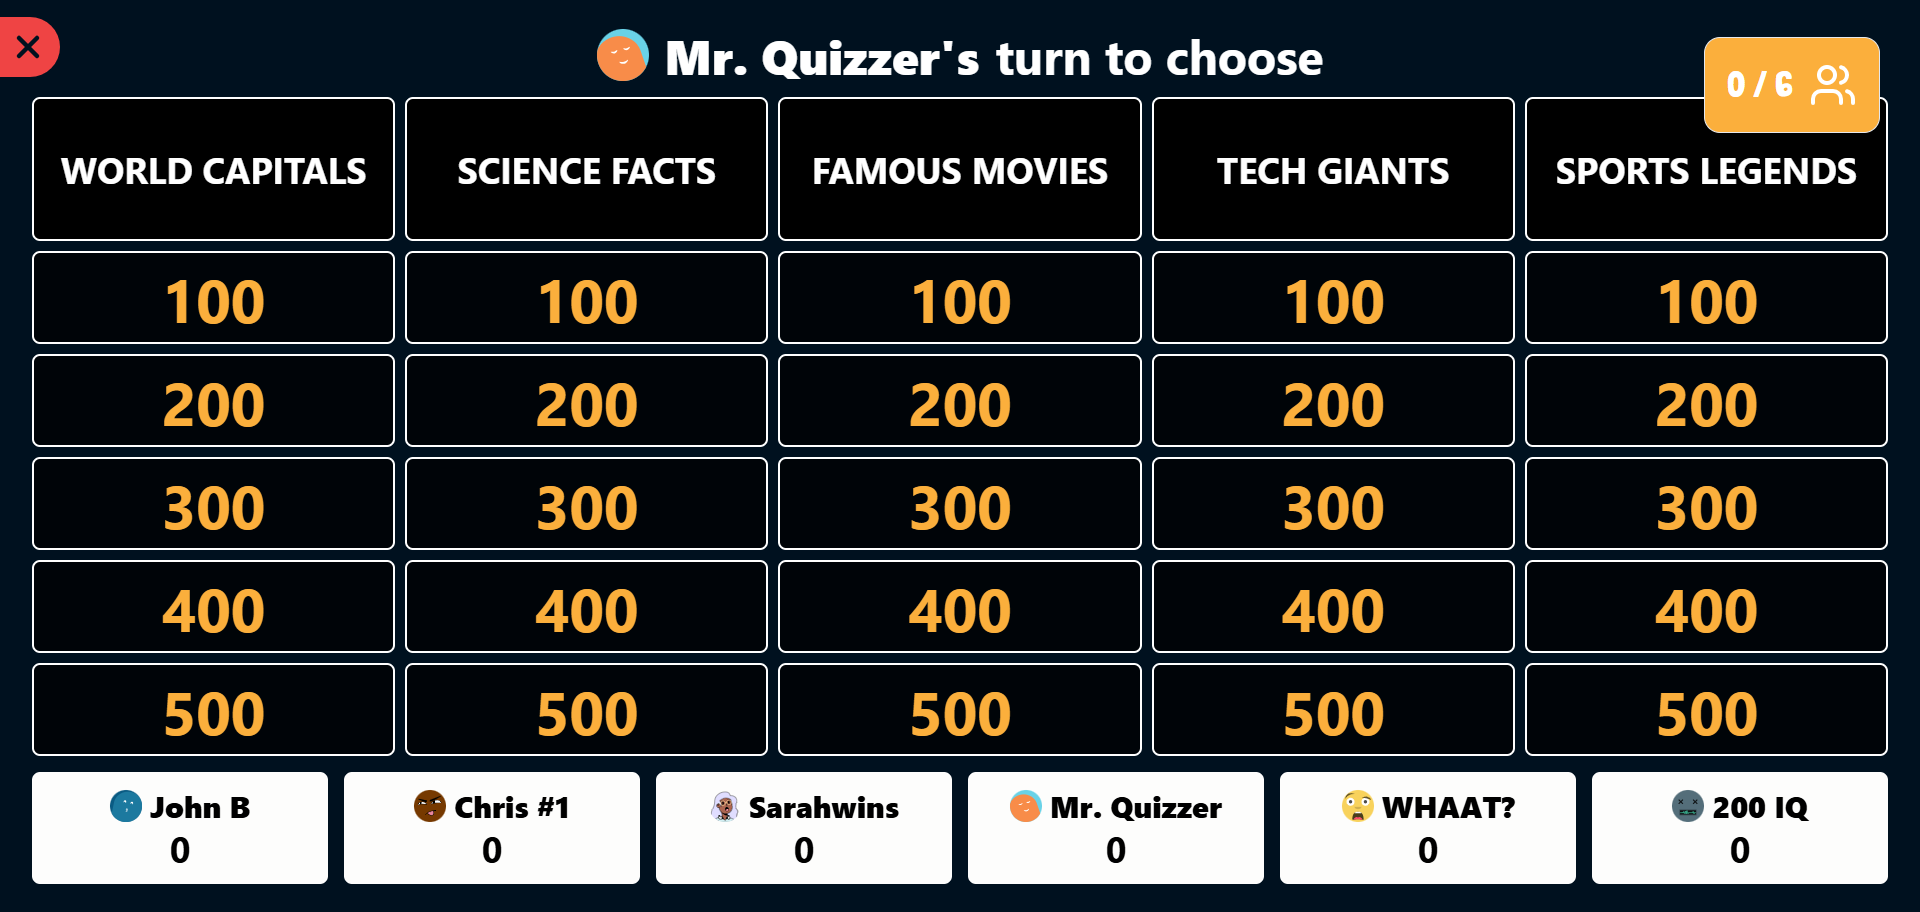 Mr. Quizzer's turn to choose
0 / 6
WORLD CAPITALS SCIENCE FACTS FAMOUS MOVIES TECH GIANTS SPORTS LEGENDS
100 100 100 100 100
200 200 200 200 200
300 300 300 300 300
400 400 400 400 400
500 500 500 500 500
John B Chris #1 Sarahwins Mr. Quizzer WHAAT? 200 IQ
0 0 0 0 0 0